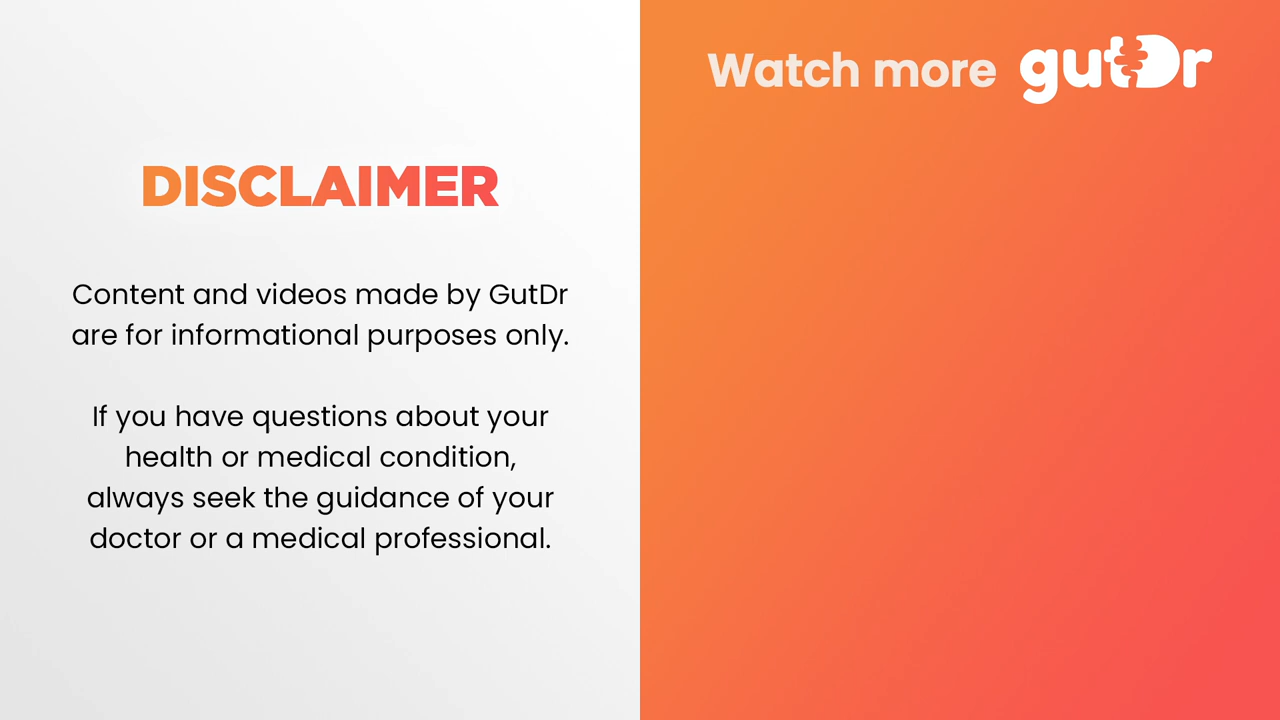 DISCLAIMER
Content and videos made by GutDr
are for informational purposes only.
If you have questions about your
health or medical condition,
always seek the guidance of your
doctor or a medical professional.
Watch more gutDr